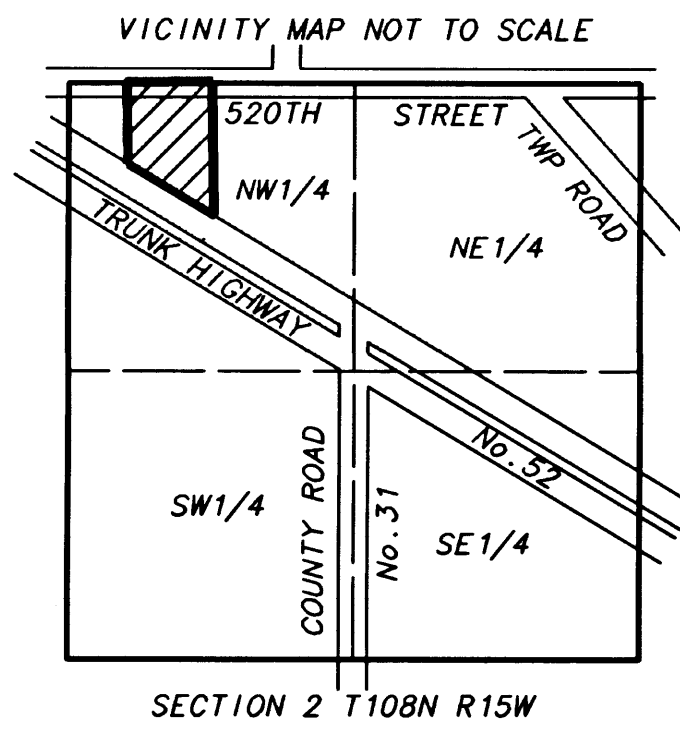 VICINITY MAP NOT TO SCALE
520TH STREET
TWP ROAD
NW1/4
NE1/4
TRUNK HIGHWAY
No.52
COUNTY ROAD
No.31
SW1/4
SE1/4
SECTION 2 T108N R15W